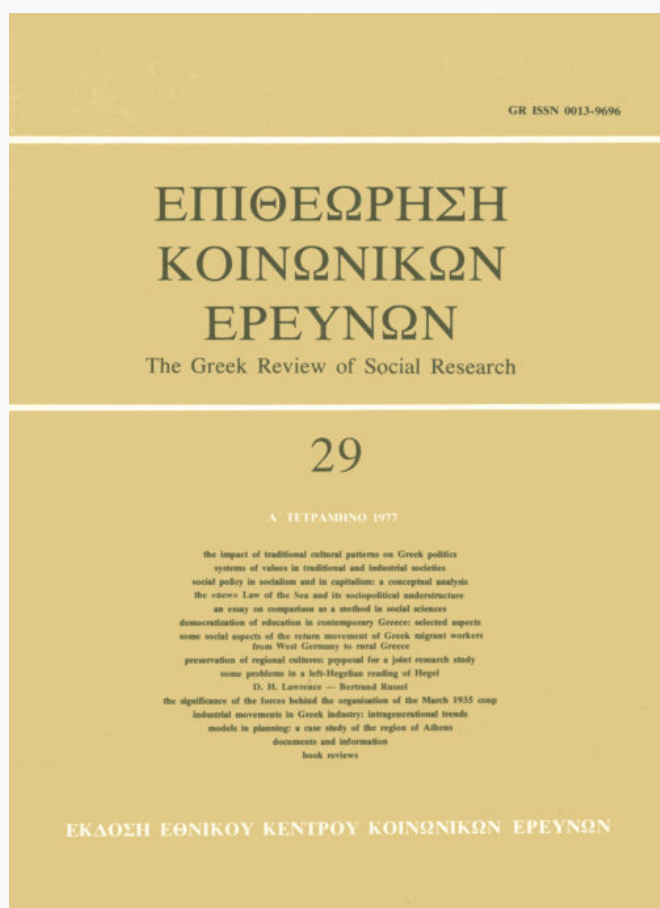 GR ISSN 0013-9696
ΕΠΙΘΕΩΡΗΣΗ
ΚΟΙΝΩΝΙΚΩΝ
ΕΡΕΥΝΩΝ
The Greek Review of Social Research
29
Α΄ ΤΕΤΡΑΜΗΝΟ 1977
the impact of traditional cultural patterns on Greek politics
systems of values in traditional and industrial societies
social policy in socialism and in capitalism: a conceptual analysis
the «new» Law of the Sea and its sociopolitical understructure
an essay on comparison as a method in social sciences
democratization of education in contemporary Greece: selected aspects
some social aspects of the return movement of Greek migrant workers
from West Germany to rural Greece
preservation of regional cultures: proposal for a joint research study
some problems in a left-Hegelian reading of Hegel
D. H. Lawrence — Bertrand Russel
the significance of the forces behind the organisation of the March 1935 coup
industrial movements in Greek industry: intragenerational trends
models in planning: a case study of the region of Athens
documents and information
book reviews
ΕΚΔΟΣΗ ΕΘΝΙΚΟΥ ΚΕΝΤΡΟΥ ΚΟΙΝΩΝΙΚΩΝ ΕΡΕΥΝΩΝ